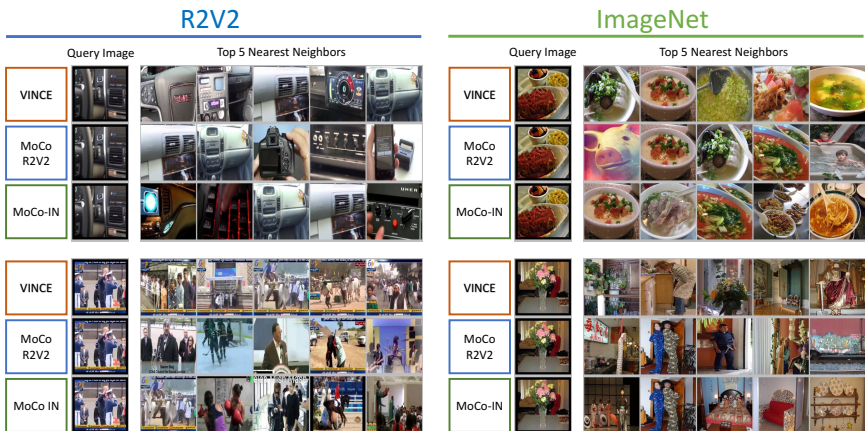 R2V2
ImageNet
Query Image
Top 5 Nearest Neighbors
Query Image
Top 5 Nearest Neighbors
VINCE
VINCE
MoCo
R2V2
MoCo
R2V2
MoCo-IN
MoCo-IN
VINCE
VINCE
MoCo
R2V2
MoCo
R2V2
MoCo IN
MoCo-IN